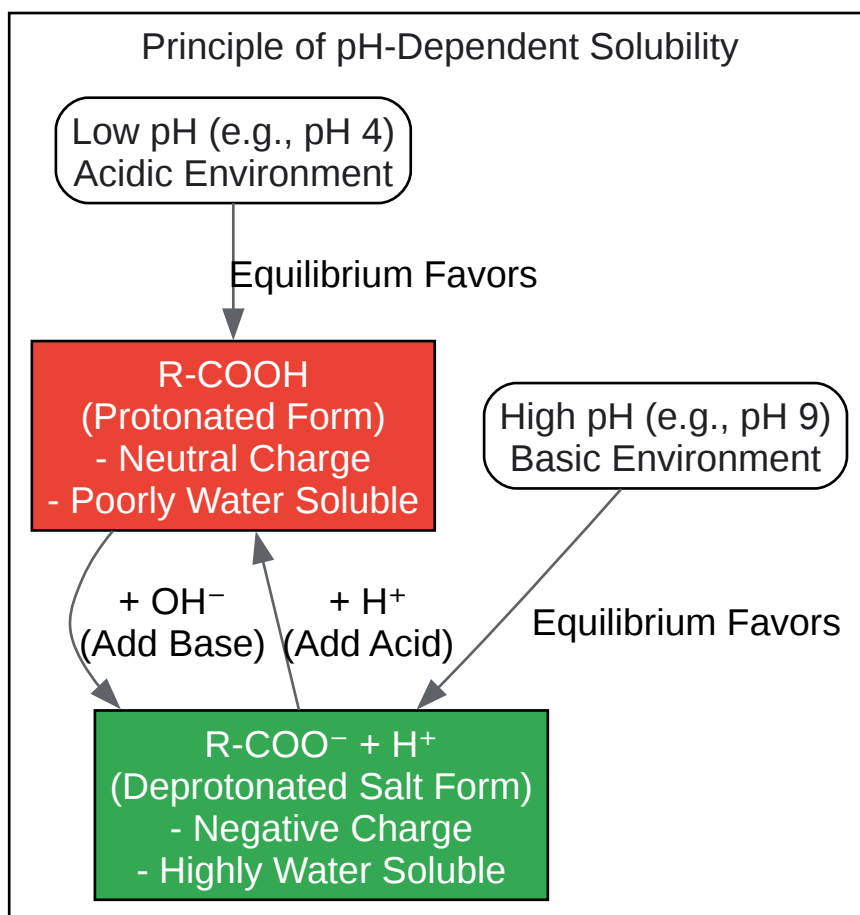 Principle of pH-Dependent Solubility
Low pH (e.g., pH 4)
Acidic Environment
Equilibrium Favors
R-COOH
(Protonated Form)
- Neutral Charge
- Poorly Water Soluble
High pH (e.g., pH 9)
Basic Environment
+ OH⁻
(Add Base)
+ H⁺
(Add Acid)
Equilibrium Favors
R-COO⁻ + H⁺
(Deprotonated Salt Form)
- Negative Charge
- Highly Water Soluble